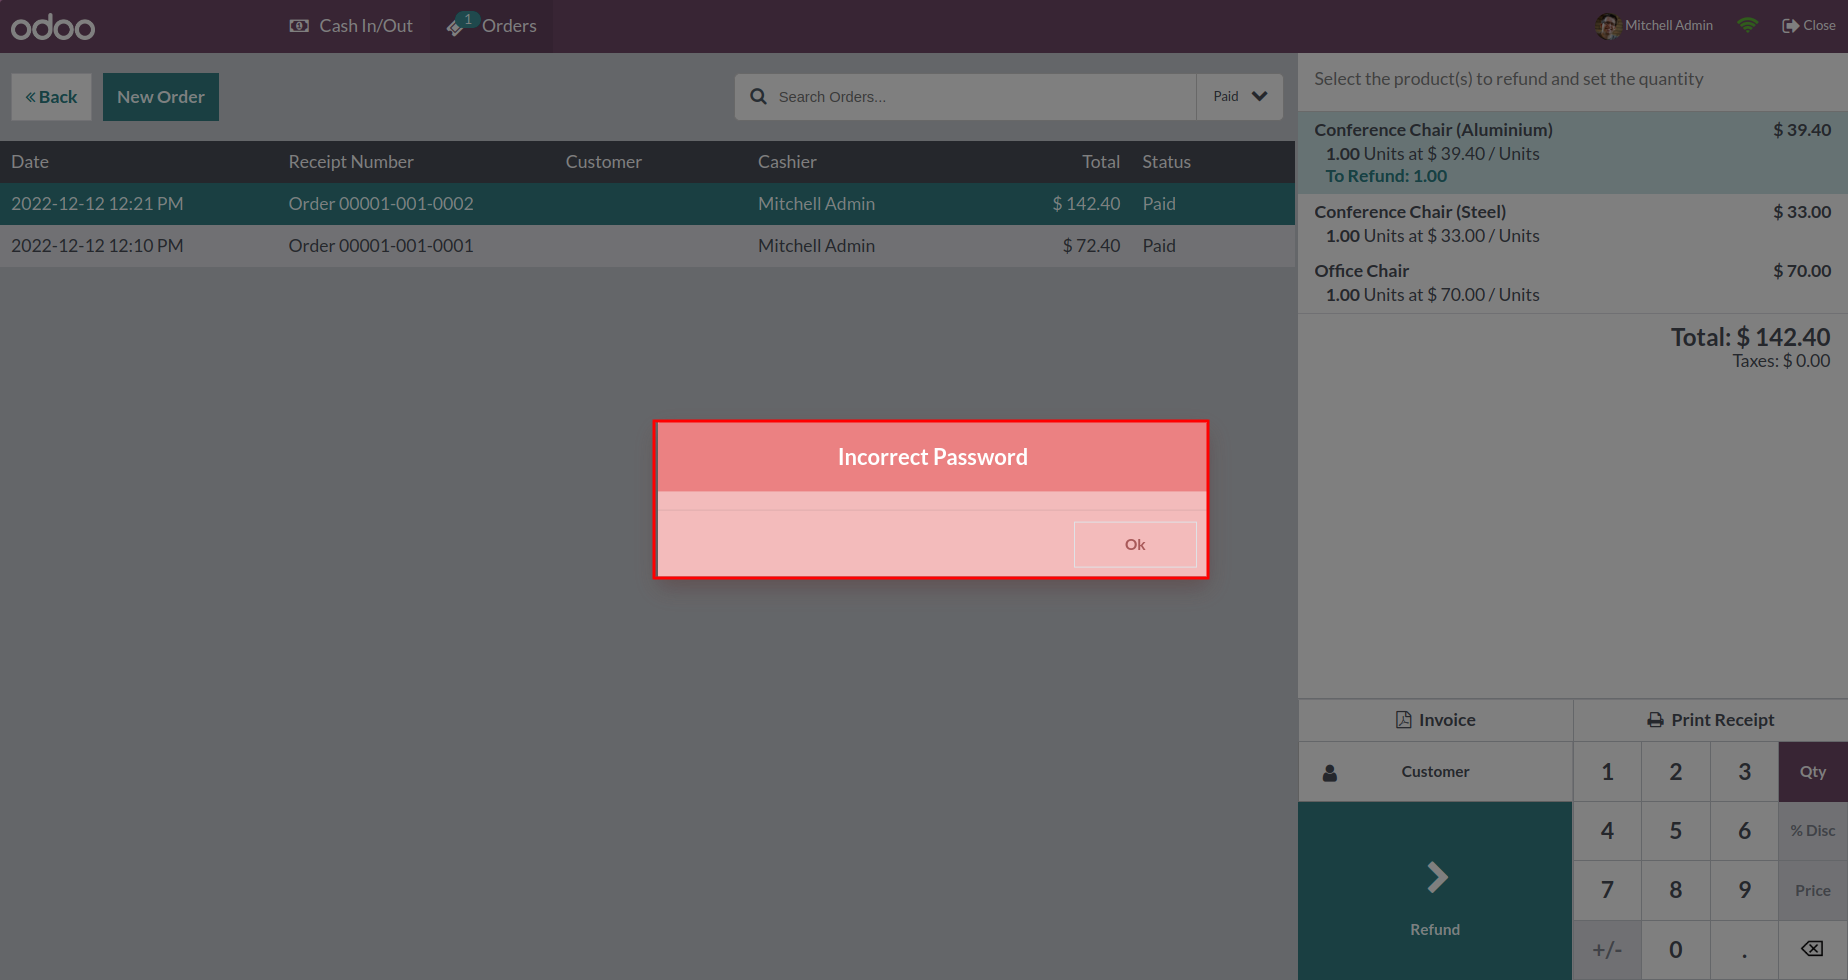 odoo
Cash In/Out
1
Orders
Mitchell Admin
Close
Back
New Order
Search Orders...
Paid
Date Receipt Number Customer Cashier Total Status
2022-12-12 12:21 PM Order 00001-001-0002 Mitchell Admin $ 142.40 Paid
2022-12-12 12:10 PM Order 00001-001-0001 Mitchell Admin $ 72.40 Paid
Select the product(s) to refund and set the quantity
Conference Chair (Aluminium) $ 39.40
1.00 Units at $ 39.40 / Units
To Refund: 1.00
Conference Chair (Steel) $ 33.00
1.00 Units at $ 33.00 / Units
Office Chair $ 70.00
1.00 Units at $ 70.00 / Units
Total: $ 142.40
Taxes: $ 0.00
Incorrect Password
Ok
Invoice
Print Receipt
Customer
Refund
1 2 3 Qty
4 5 6 % Disc
7 8 9 Price
+/- 0 .